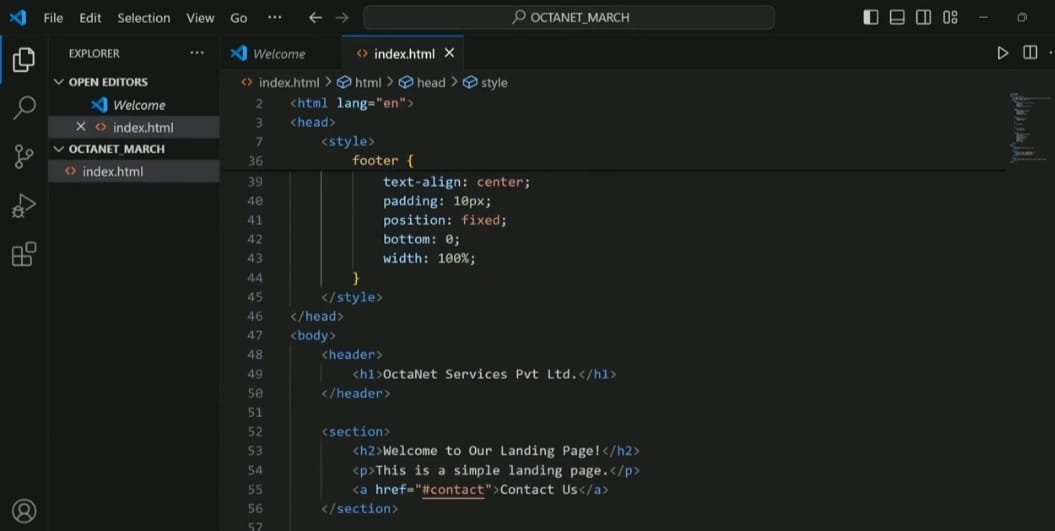 File Edit Selection View Go ··· ← → OCTANET_MARCH
EXPLORER ···
OPEN EDITORS
Welcome
index.html
OCTANET_MARCH
index.html
Welcome index.html
index.html > html > head > style
2 <html lang="en">
3 <head>
7 <style>
36 footer {
39 text-align: center;
40 padding: 10px;
41 position: fixed;
42 bottom: 0;
43 width: 100%;
44 }
45 </style>
46 </head>
47 <body>
48 <header>
49 <h1>OctaNet Services Pvt Ltd.</h1>
50 </header>
51
52 <section>
53 <h2>Welcome to Our Landing Page!</h2>
54 <p>This is a simple landing page.</p>
55 <a href="#contact">Contact Us</a>
56 </section>
57